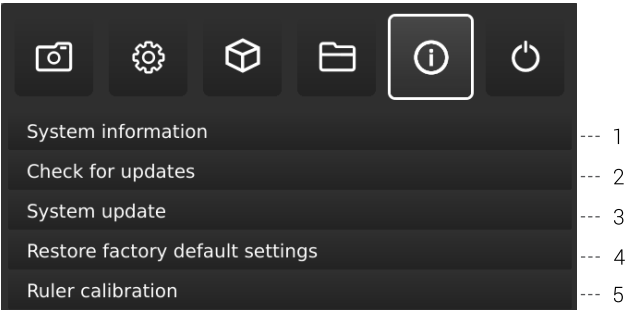 System information --- 1
Check for updates --- 2
System update --- 3
Restore factory default settings --- 4
Ruler calibration --- 5